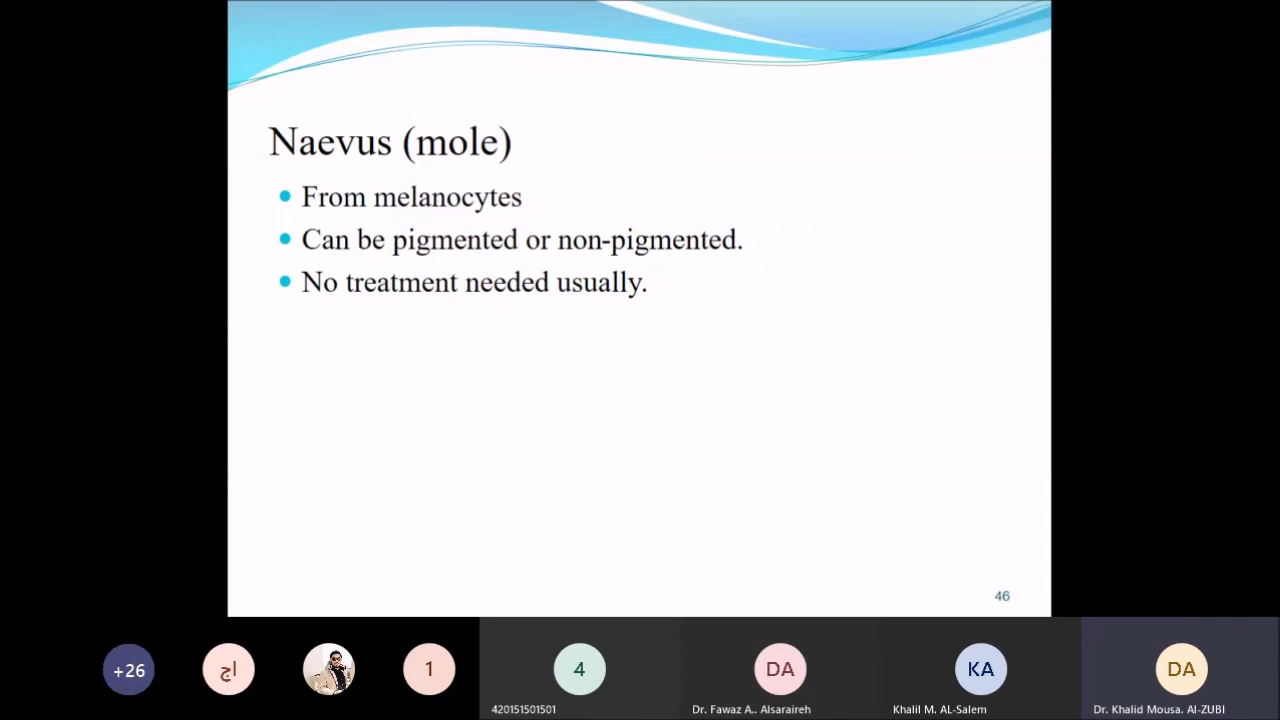 Naevus (mole)
From melanocytes
Can be pigmented or non-pigmented.
No treatment needed usually.
46
+26
اج
1
4
DA
KA
DA
420151501501
Dr. Fawaz A.. Alsaraireh
Khalil M. AL-Salem
Dr. Khalid Mousa. Al-ZUBI